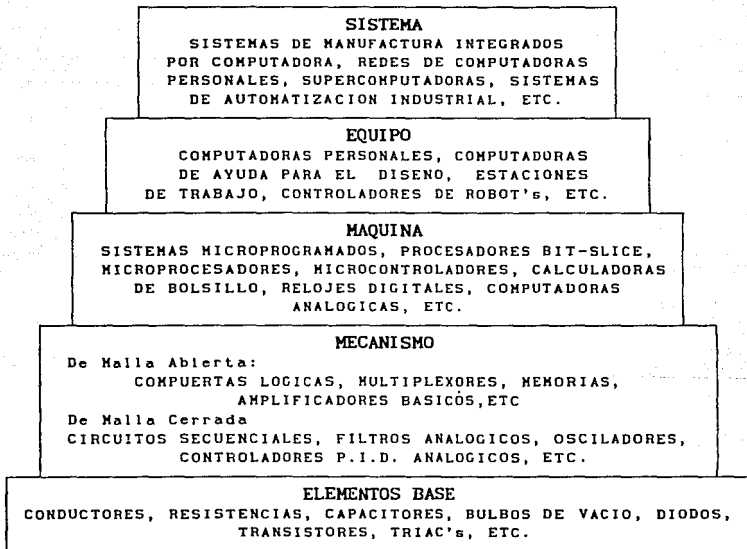 SISTEMA
SISTEMAS DE MANUFACTURA INTEGRADOS
POR COMPUTADORA, REDES DE COMPUTADORAS
PERSONALES, SUPERCOMPUTADORAS, SISTEMAS
DE AUTOMATIZACION INDUSTRIAL, ETC.
EQUIPO
COMPUTADORAS PERSONALES, COMPUTADORAS
DE AYUDA PARA EL DISENO, ESTACIONES
DE TRABAJO, CONTROLADORES DE ROBOT's, ETC.
MAQUINA
SISTEMAS MICROPROGRAMADOS, PROCESADORES BIT-SLICE,
MICROPROCESADORES, MICROCONTROLADORES, CALCULADORAS
DE BOLSILLO, RELOJES DIGITALES, COMPUTADORAS
ANALOGICAS, ETC.
MECANISMO
De Malla Abierta:
COMPUERTAS LOGICAS, MULTIPLEXORES, MEMORIAS,
AMPLIFICADORES BASICOS,ETC
De Malla Cerrada
CIRCUITOS SECUENCIALES, FILTROS ANALOGICOS, OSCILADORES,
CONTROLADORES P.I.D. ANALOGICOS, ETC.
ELEMENTOS BASE
CONDUCTORES, RESISTENCIAS, CAPACITORES, BULBOS DE VACIO, DIODOS,
TRANSISTORES, TRIAC's, ETC.